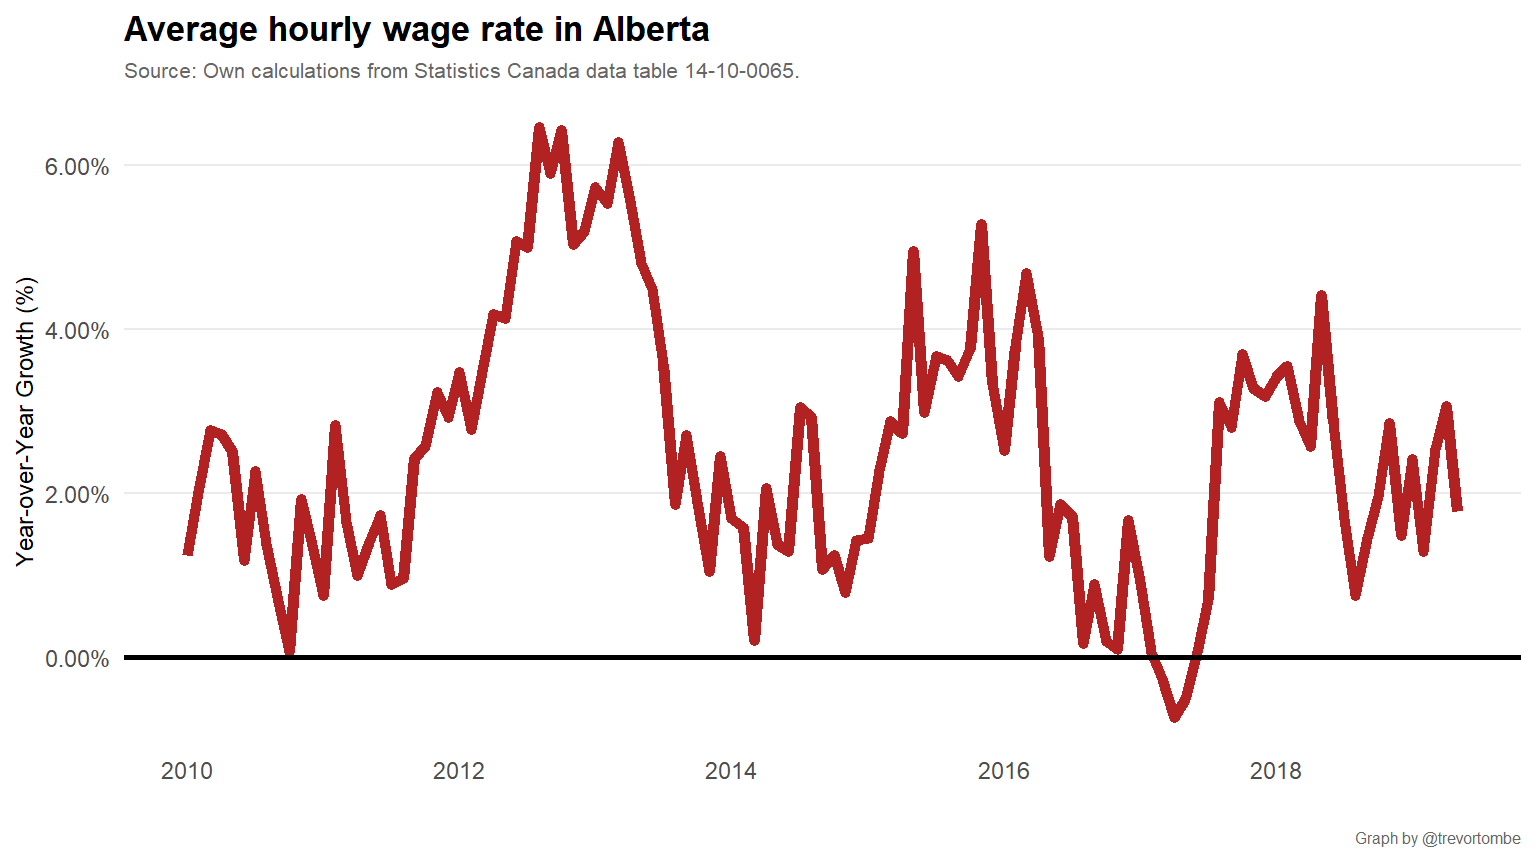 Average hourly wage rate in Alberta
Source: Own calculations from Statistics Canada data table 14-10-0065.
Year-over-Year Growth (%)
6.00%
4.00%
2.00%
0.00%
2010 2012 2014 2016 2018
Graph by @trevortombe